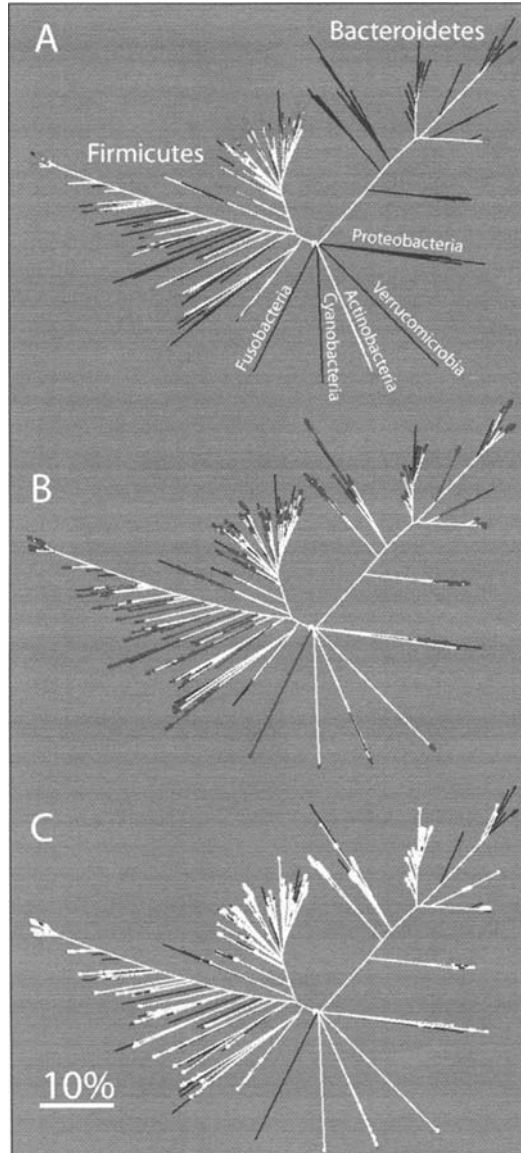 A
Bacteroidetes
Firmicutes
Proteobacteria
Verrucomicrobia
Actinobacteria
Cyanobacteria
Fusobacteria
B
C
10%